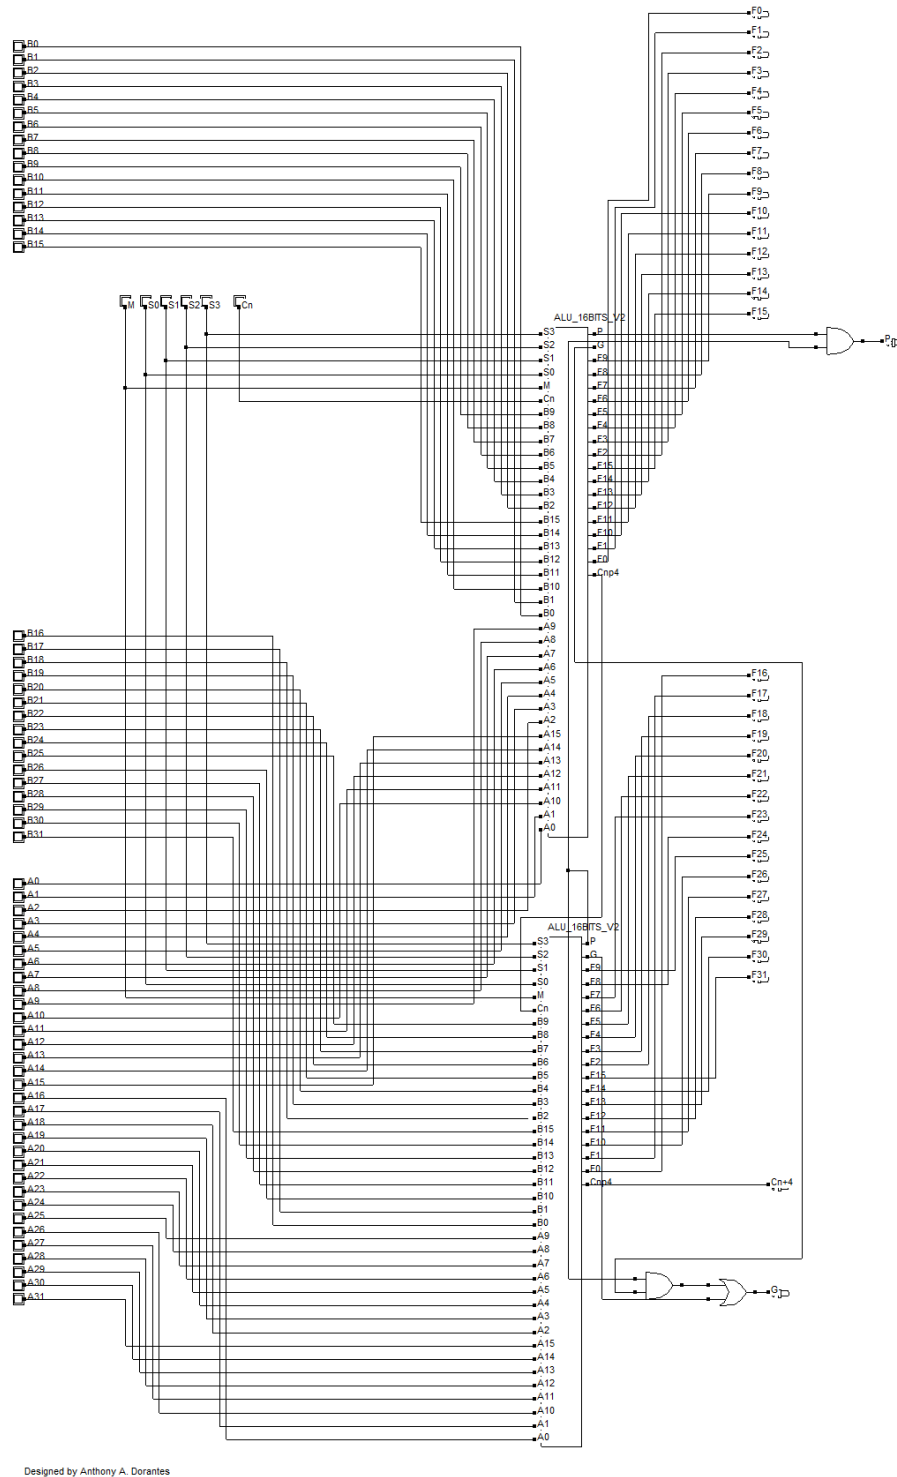 F0
F1
F2
F3
F4
F5
F6
F7
F8
F9
F10
F11
F12
F13
F14
F15
B0
B1
B2
B3
B4
B5
B6
B7
B8
B9
B10
B11
B12
B13
B14
B15
M S0 S1 S2 S3 Cn
ALU_16BITS_V2
S3 P
S2 G
S1 F9
S0 F8
M F7
Cn F6
B9 F5
B8 F4
B7 F3
B6 F2
B5 F15
B4 F14
B3 F13
B2 F12
B15 F11
B14 F10
B13 F1
B12 F0
B11 Cnp4
B10
B1
B0
A9
A8
A7
A6
A5
A4
A3
A2
A15
A14
A13
A12
A11
A10
A1
A0
P
B16
B17
B18
B19
B20
B21
B22
B23
B24
B25
B26
B27
B28
B29
B30
B31
F16
F17
F18
F19
F20
F21
F22
F23
F24
F25
F26
F27
F28
F29
F30
F31
A0
A1
A2
A3
A4
A5
A6
A7
A8
A9
A10
A11
A12
A13
A14
A15
A16
A17
A18
A19
A20
A21
A22
A23
A24
A25
A26
A27
A28
A29
A30
A31
ALU_16BITS_V2
S3 P
S2 G
S1 F9
S0 F8
M F7
Cn F6
B9 F5
B8 F4
B7 F3
B6 F2
B5 F15
B4 F14
B3 F13
B2 F12
B15 F11
B14 F10
B13 F1
B12 F0
B11 Cnp4
B10
B1
B0
A9
A8
A7
A6
A5
A4
A3
A2
A15
A14
A13
A12
A11
A10
A1
A0
Cn+4
G
Designed by Anthony A. Dorantes